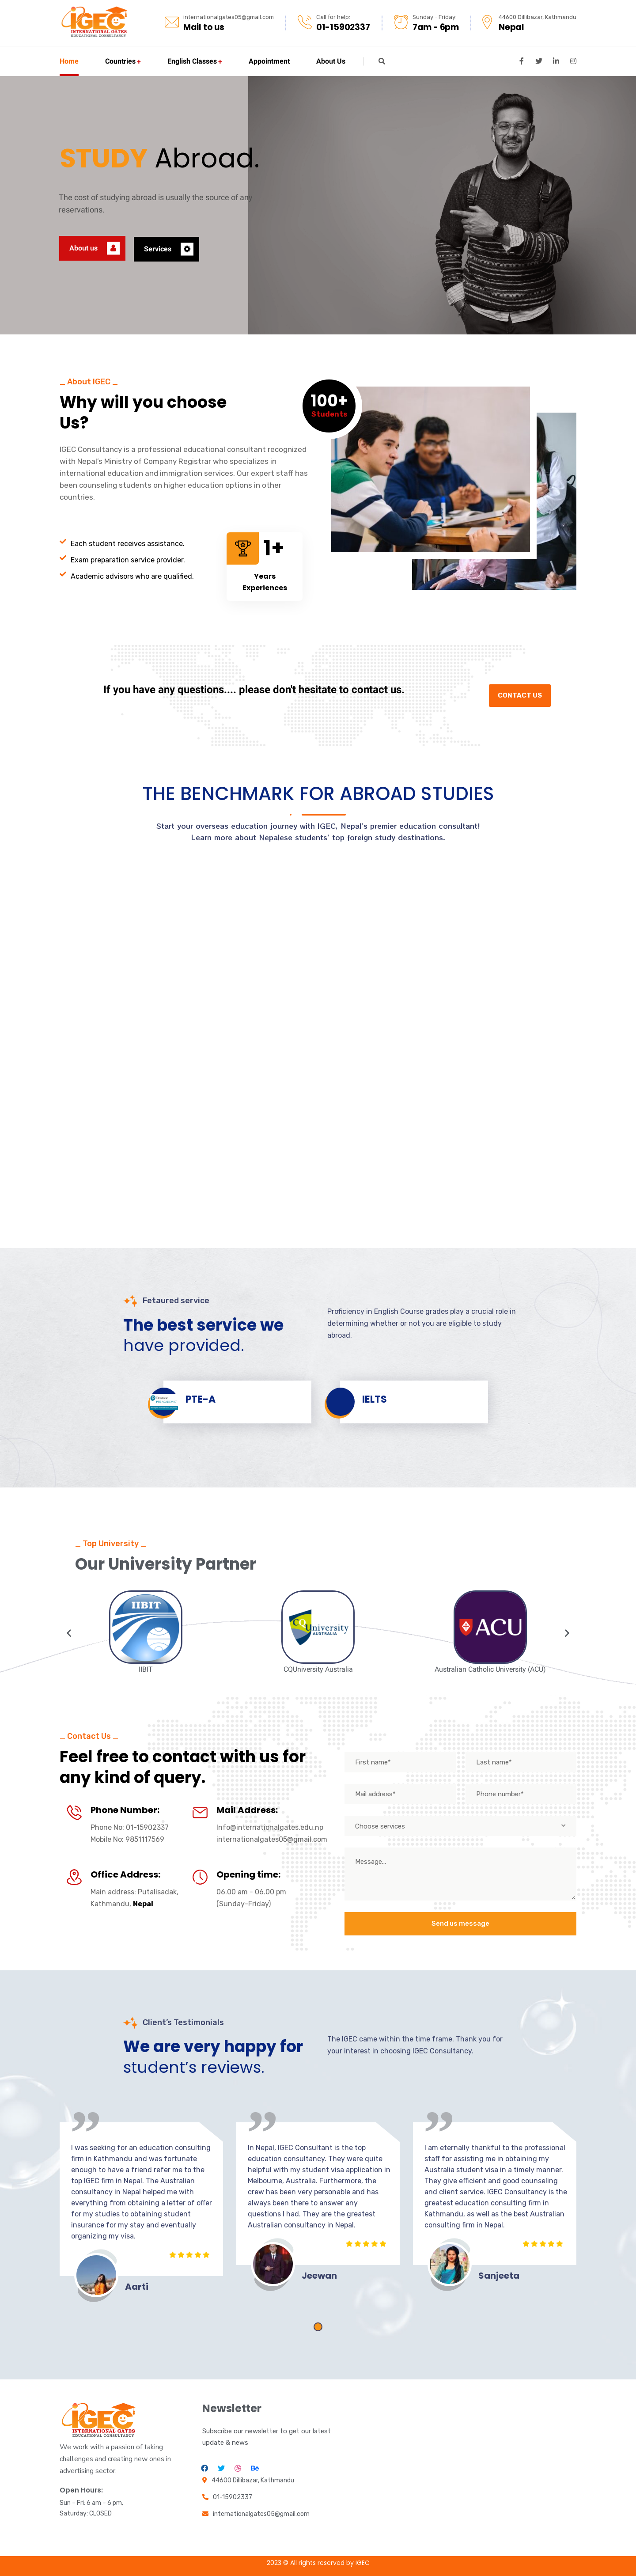 IGEC
INTERNATIONAL GATES
EDUCATIONAL CONSULTANCY
internationalgates05@gmail.com
Mail to us
Call for help:
01-15902337
Sunday - Friday:
7am - 6pm
44600 Dillibazar, Kathmandu
Nepal
Home
Countries +
English Classes +
Appointment
About Us
STUDY Abroad.
The cost of studying abroad is usually the source of any
reservations.
About us
Services
_ About IGEC _
Why will you choose
Us?
IGEC Consultancy is a professional educational consultant recognized
with Nepal's Ministry of Company Registrar who specializes in
international education and immigration services. Our expert staff has
been counseling students on higher education options in other
countries.
Each student receives assistance.
Exam preparation service provider.
Academic advisors who are qualified.
1+
Years
Experiences
100+
Students
If you have any questions.... please don't hesitate to contact us.
CONTACT US
THE BENCHMARK FOR ABROAD STUDIES
Start your overseas education journey with IGEC, Nepal's premier education consultant!
Learn more about Nepalese students' top foreign study destinations.
Fetaured service
The best service we
have provided.
Proficiency in English Course grades play a crucial role in
determining whether or not you are eligible to study
abroad.
PTE-A
IELTS
_ Top University _
Our University Partner
IIBIT
IIBIT
CQUniversity
AUSTRALIA
CQUniversity Australia
ACU
Australian Catholic University (ACU)
_ Contact Us _
Feel free to contact with us for
any kind of query.
Phone Number:
Phone No: 01-15902337
Mobile No: 9851117569
Mail Address:
Info@internationalgates.edu.np
internationalgates05@gmail.com
Office Address:
Main address: Putalisadak,
Kathmandu, Nepal
Opening time:
06.00 am - 06.00 pm
(Sunday-Friday)
First name*
Last name*
Mail address*
Phone number*
Choose services
Message...
Send us message
Client's Testimonials
We are very happy for
student's reviews.
The IGEC came within the time frame. Thank you for
your interest in choosing IGEC Consultancy.
I was seeking for an education consulting
firm in Kathmandu and was fortunate
enough to have a friend refer me to the
top IGEC firm in Nepal. The Australian
consultancy in Nepal helped me with
everything from obtaining a letter of offer
for my studies to obtaining student
insurance for my stay and eventually
organizing my visa.
Aarti
In Nepal, IGEC Consultant is the top
education consultancy. They were quite
helpful with my student visa application in
Melbourne, Australia. Furthermore, the
crew has been very personable and has
always been there to answer any
questions I had. They are the greatest
Australian consultancy in Nepal.
Jeewan
I am eternally thankful to the professional
staff for assisting me in obtaining my
Australia student visa in a timely manner.
They give efficient and good counseling
and client service. IGEC Consultancy is the
greatest education consulting firm in
Kathmandu, as well as the best Australian
consulting firm in Nepal.
Sanjeeta
IGEC
INTERNATIONAL GATES
EDUCATIONAL CONSULTANCY
We work with a passion of taking
challenges and creating new ones in
advertising sector.
Open Hours:
Sun – Fri: 6 am – 6 pm,
Saturday: CLOSED
Newsletter
Subscribe our newsletter to get our latest
update & news
44600 Dillibazar, Kathmandu
01-15902337
internationalgates05@gmail.com
2023 © All rights reserved by IGEC